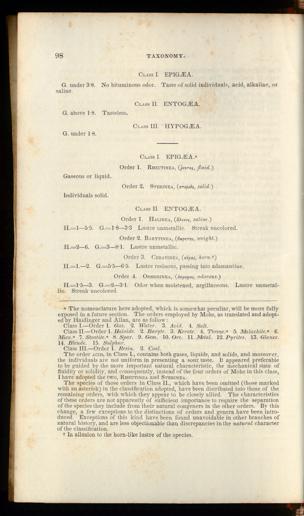 98
TAXONOMY.
CLASS I. EPIGÆA.
G. under 3·8. No bituminous odor. Taste of solid individuals, acid, alkaline, or
saline.
CLASS II. ENTOGÆA.
G. above 1·8. Tasteless.
CLASS III. HYPOGÆA.
G. under 1·8.
CLASS I. EPIGÆA.*
Order 1. RHEUTINEA,
Gaseous or liquid.
Order 2. STEREINEA,
Individuals solid.
CLASS II. ENTOGÆA.
Order 1. HALINEA,
H.=1—5·5. G.=1·8—3·3 Lustre unmetallic. Streak uncolored.
Order 2. BARYTINEA,
H.=2—6. G.=3—8·1. Lustre unmetallic.
Order 3. CERATINEA,
H.=1.—2. G.=5·5—6·5. Lustre resinous, passing into adamantine.
Order 4. OSMERINEA,
H.=1·5—3. G.=2—3·1. Odor when moistened, argillaceous. Lustre unmetal-
lic. Streak uncolored.
* The nomenclature here adopted, which is somewhat peculiar, will be more fully
exposed in a future section. The orders employed by Mohs, as translated and adopt-
ed by Haidinger and Allan, are as follow:
Class I.—Order 1. Gas. 2. Water. 3. Acid. 4. Salt.
Class II.—Order 1. Haloide. 2. Baryte. 3. Kerate. 4. Terene.* 5. Malachite.* 6.
Mica.* 7. Steatite.* 8. Spar. 9. Gem. 10. Ore. 11. Metal. 12. Pyrites. 13. Glance.
14. Blende. 15. Sulphur.
Class III.—Order 1. Resin. 2. Coal.
The order ACID, in Class I., contains both gases, liquids, and solids, and moreover,
the individuals are not uniform in presenting a sour taste. It appeared preferable
to be guided by the more important natural characteristic, the mechanical state of
fluidity or solidity, and consequently, instead of the four orders of Mohs in this class,
I have adopted the two, RHEUTINEA and STEREINEA.
The species of those orders in Class II., which have been omitted (those marked
with an asterisk) in the classification adopted, have been distributed into those of the
remaining orders, with which they appear to be closely allied. The characteristics
of these orders are not apparently of sufficient importance to require the separation
of the species they include from their natural congeners in the other orders. By this
change, a few exceptions to the distinctions of orders and genera have been intro-
duced. Exceptions of this kind have been found unavoidable in other branches of
natural history, and are less objectionable than discrepancies in the natural character
of the classification.
† In allusion to the horn-like lustre of the species.